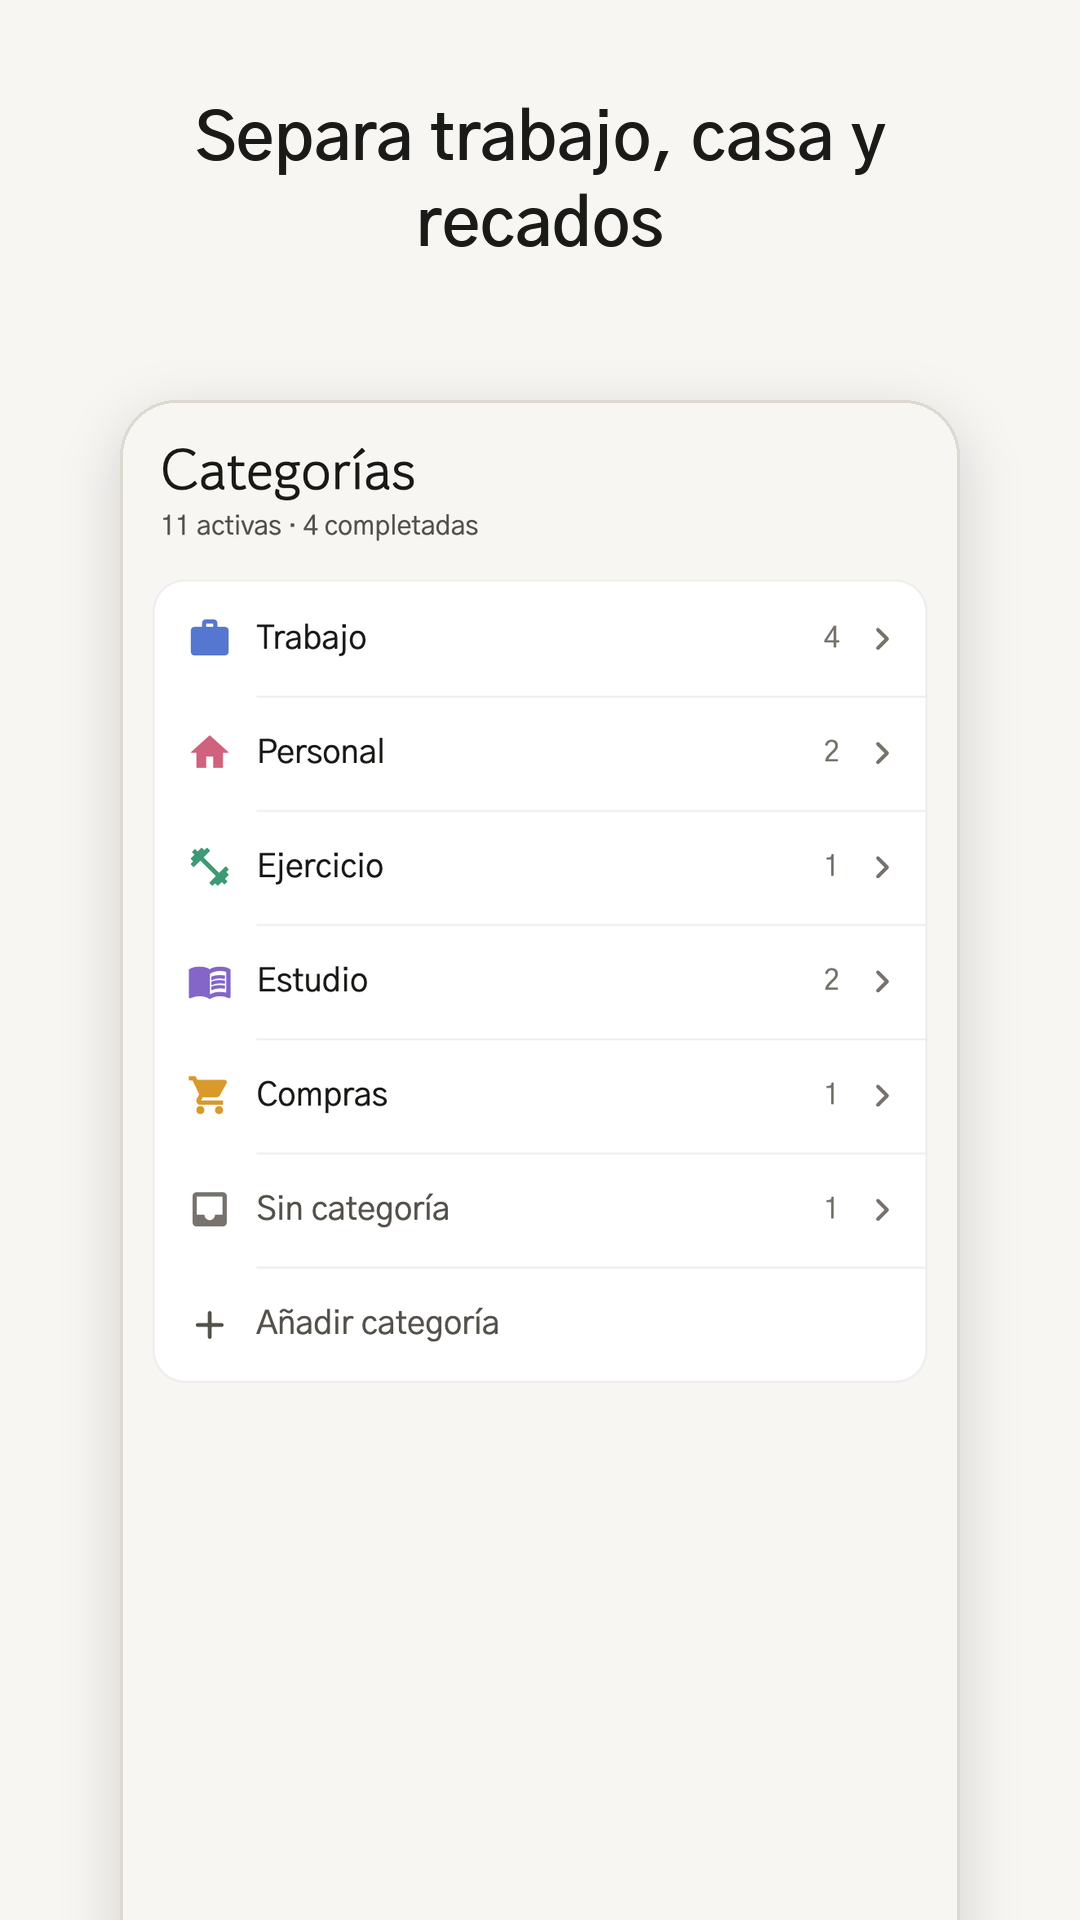 Separa trabajo, casa y
recados
Categorías
11 activas · 4 completadas
Trabajo 4
Personal 2
Ejercicio 1
Estudio 2
Compras 1
Sin categoría 1
Añadir categoría